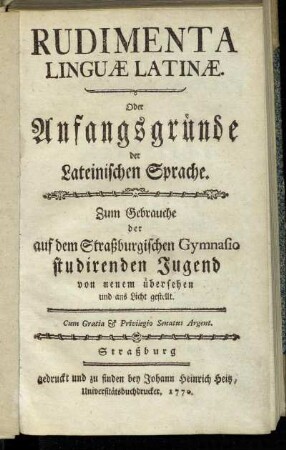 RUDIMENTA
LINGUÆ LATINÆ.
Oder
Anfangsgründe
der
Lateinischen Sprache.
Zum Gebrauche
der
auf dem Straßburgischen Gymnasio
studirenden Jugend
von neuem übersehen
und ans Licht gestellt.
Cum Gratia & Privilegio Senatus Argent.
Straßburg
gedruckt und zu finden bey Johann Heinrich Heitz,
Universitätsbuchdrucker. 1770.